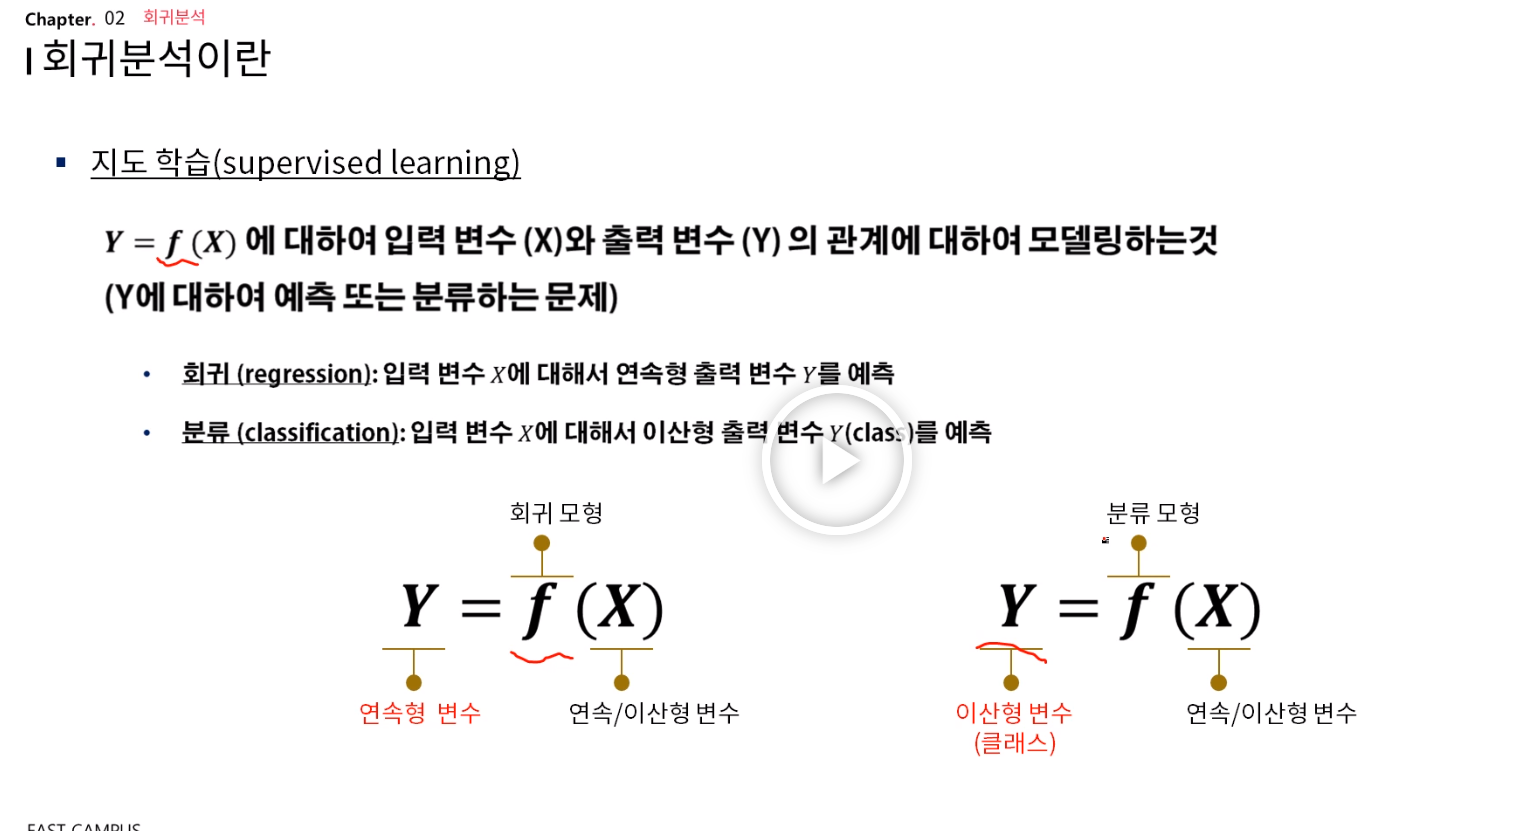 Chapter. 02 회귀분석
회귀분석이란
지도 학습(supervised learning)
Y = f (X) 에 대하여 입력 변수 (X)와 출력 변수 (Y) 의 관계에 대하여 모델링하는것
(Y에 대하여 예측 또는 분류하는 문제)
회귀 (regression): 입력 변수 X에 대해서 연속형 출력 변수 Y를 예측
분류 (classification): 입력 변수 X에 대해서 이산형 출력 변수 Y(class)를 예측
회귀 모형
Y = f (X)
연속형 변수
연속/이산형 변수
분류 모형
Y = f (X)
이산형 변수
(클래스)
연속/이산형 변수
FAST CAMPUS